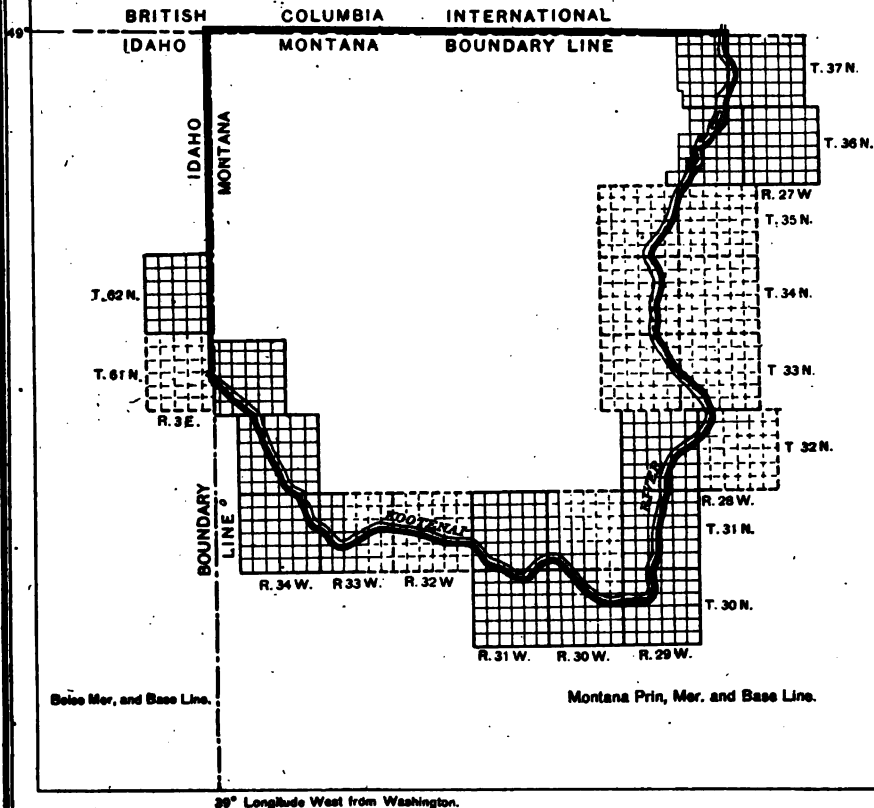 BRITISH COLUMBIA INTERNATIONAL
49°
IDAHO MONTANA BOUNDARY LINE
T. 37 N.
IDAHO
MONTANA
T. 36 N.
R. 27 W
T. 35 N.
T. 62 N.
T. 34 N.
T. 61 N.
T. 33 N.
R. 3 E.
T 32 N.
RIVER
R. 28 W.
BOUNDARY
LINE
KOOTENAI
T. 31 N.
R. 34 W. R 33 W. R. 32 W
T. 30 N.
R. 31 W. R. 30 W. R. 29 W.
Boise Mer, and Base Line.
Montana Prin, Mer. and Base Line.
39° Longitude West from Washington.